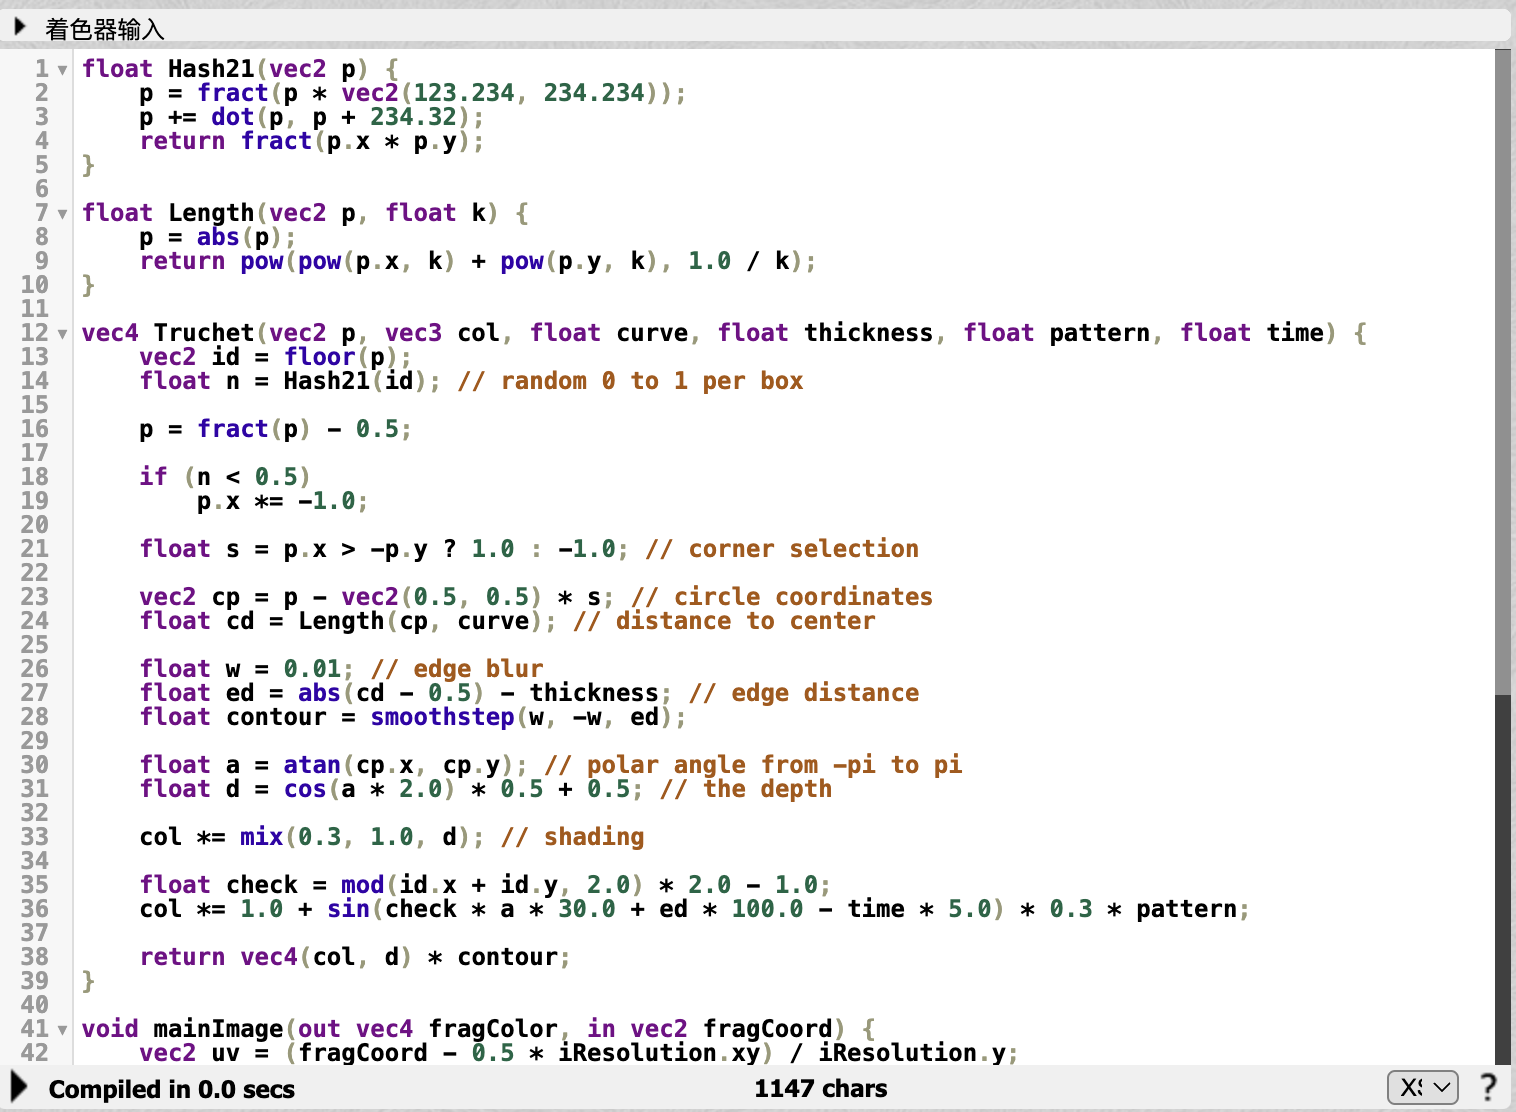 着色器输入
1 float Hash21(vec2 p) {
2     p = fract(p * vec2(123.234, 234.234));
3     p += dot(p, p + 234.32);
4     return fract(p.x * p.y);
5 }
6
7 float Length(vec2 p, float k) {
8     p = abs(p);
9     return pow(pow(p.x, k) + pow(p.y, k), 1.0 / k);
10 }
11
12 vec4 Truchet(vec2 p, vec3 col, float curve, float thickness, float pattern, float time) {
13     vec2 id = floor(p);
14     float n = Hash21(id); // random 0 to 1 per box
15
16     p = fract(p) - 0.5;
17
18     if (n < 0.5)
19         p.x *= -1.0;
20
21     float s = p.x > -p.y ? 1.0 : -1.0; // corner selection
22
23     vec2 cp = p - vec2(0.5, 0.5) * s; // circle coordinates
24     float cd = Length(cp, curve); // distance to center
25
26     float w = 0.01; // edge blur
27     float ed = abs(cd - 0.5) - thickness; // edge distance
28     float contour = smoothstep(w, -w, ed);
29
30     float a = atan(cp.x, cp.y); // polar angle from -pi to pi
31     float d = cos(a * 2.0) * 0.5 + 0.5; // the depth
32
33     col *= mix(0.3, 1.0, d); // shading
34
35     float check = mod(id.x + id.y, 2.0) * 2.0 - 1.0;
36     col *= 1.0 + sin(check * a * 30.0 + ed * 100.0 - time * 5.0) * 0.3 * pattern;
37
38     return vec4(col, d) * contour;
39 }
40
41 void mainImage(out vec4 fragColor, in vec2 fragCoord) {
42     vec2 uv = (fragCoord - 0.5 * iResolution.xy) / iResolution.y;
Compiled in 0.0 secs 1147 chars ?